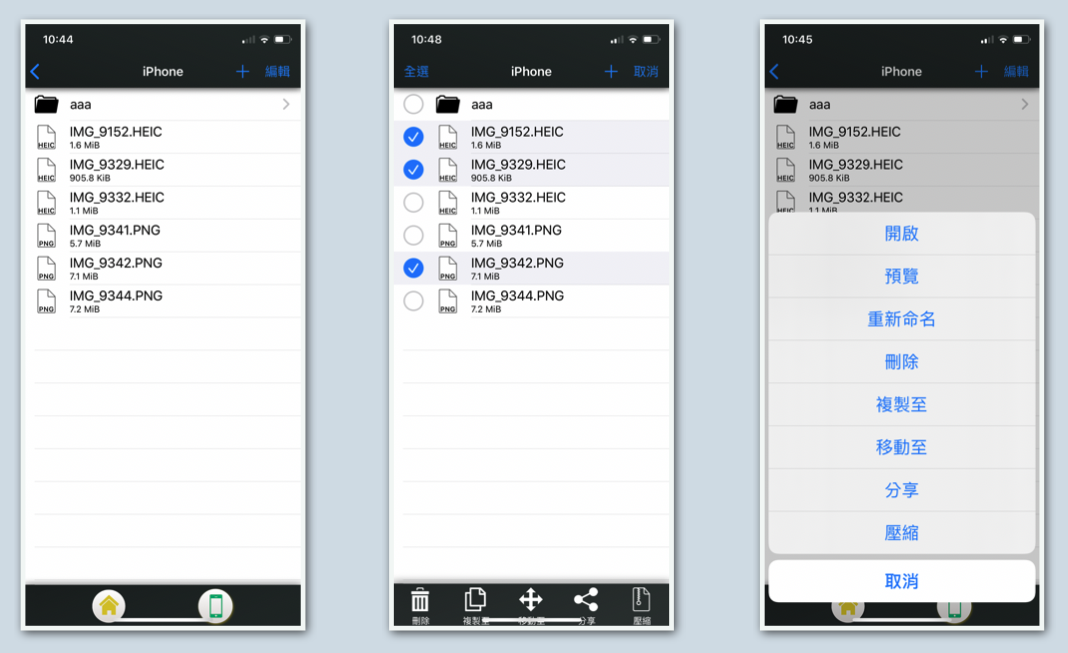 10:44
iPhone
編輯
aaa
IMG_9152.HEIC
HEIC
1.6 MiB
IMG_9329.HEIC
HEIC
905.8 KiB
IMG_9332.HEIC
HEIC
1.1 MiB
IMG_9341.PNG
PNG
5.7 MiB
IMG_9342.PNG
PNG
7.1 MiB
IMG_9344.PNG
PNG
7.2 MiB
10:48
全選
iPhone
取消
aaa
IMG_9152.HEIC
HEIC
1.6 MiB
IMG_9329.HEIC
HEIC
905.8 KiB
IMG_9332.HEIC
HEIC
1.1 MiB
IMG_9341.PNG
PNG
5.7 MiB
IMG_9342.PNG
PNG
7.1 MiB
IMG_9344.PNG
PNG
7.2 MiB
刪除
複製至
移動至
分享
壓縮
10:45
iPhone
編輯
aaa
IMG_9152.HEIC
HEIC
1.6 MiB
IMG_9329.HEIC
HEIC
905.8 KiB
IMG_9332.HEIC
HEIC
1.1 MiB
開啟
預覽
重新命名
刪除
複製至
移動至
分享
壓縮
取消